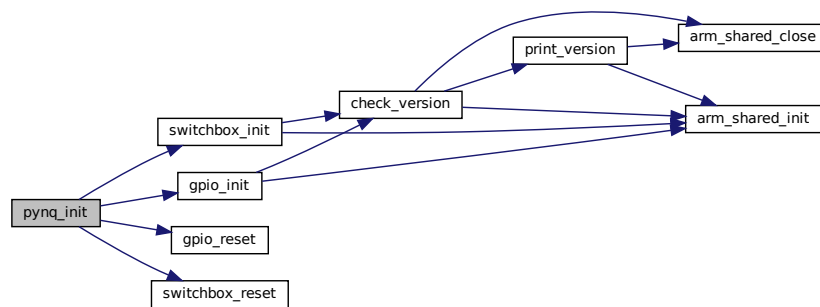 pynq_init
switchbox_init
gpio_init
gpio_reset
switchbox_reset
check_version
print_version
arm_shared_close
arm_shared_init